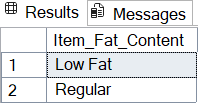 Results Messages
Item_Fat_Content
1 Low Fat
2 Regular